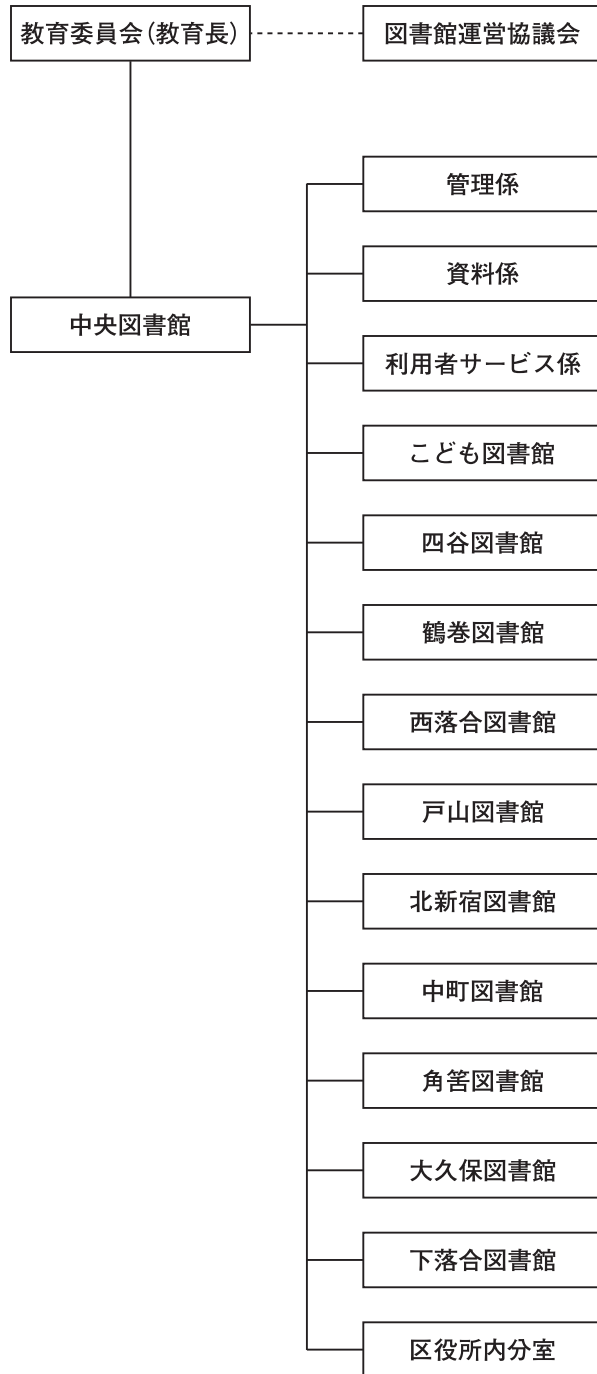 教育委員会(教育長)
図書館運営協議会
管理係
資料係
中央図書館
利用者サービス係
こども図書館
四谷図書館
鶴巻図書館
西落合図書館
戸山図書館
北新宿図書館
中町図書館
角筈図書館
大久保図書館
下落合図書館
区役所内分室